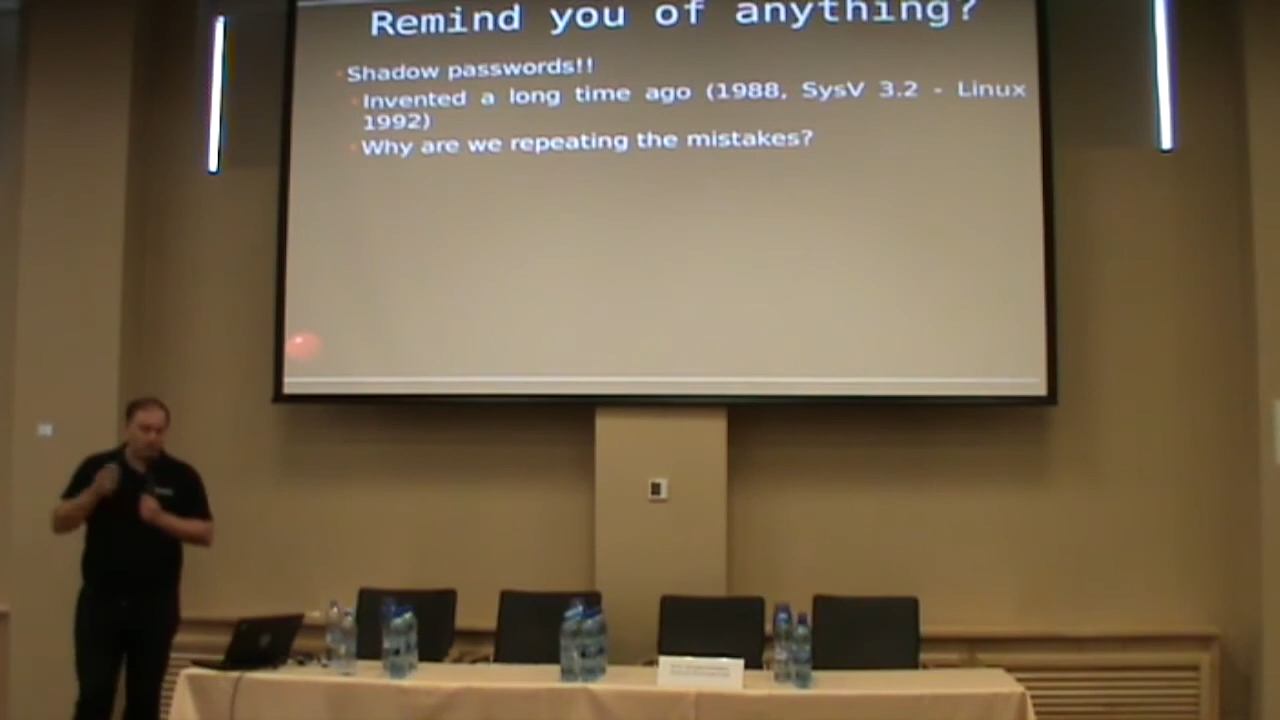 Remind you of anything?
Shadow passwords!!
Invented a long time ago (1988, SysV 3.2 - Linux
1992)
Why are we repeating the mistakes?